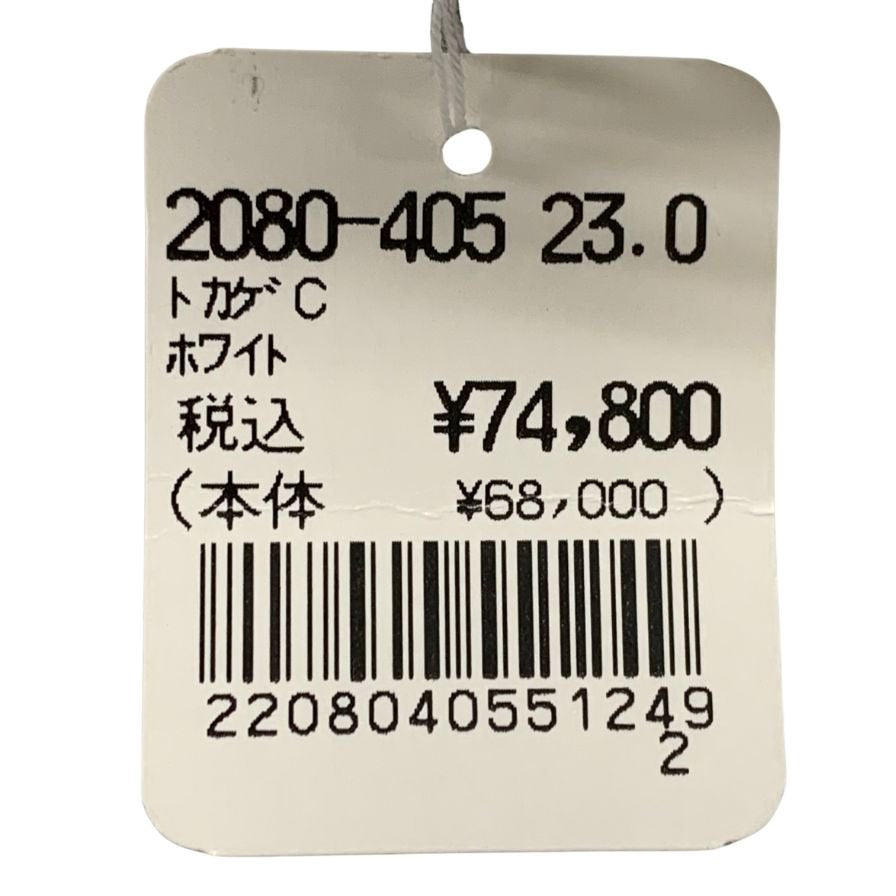 2080-405 23.0
トカゲC
ホワイト
税込 ¥74,800
(本体 ¥68,000 )
2208040551249
2